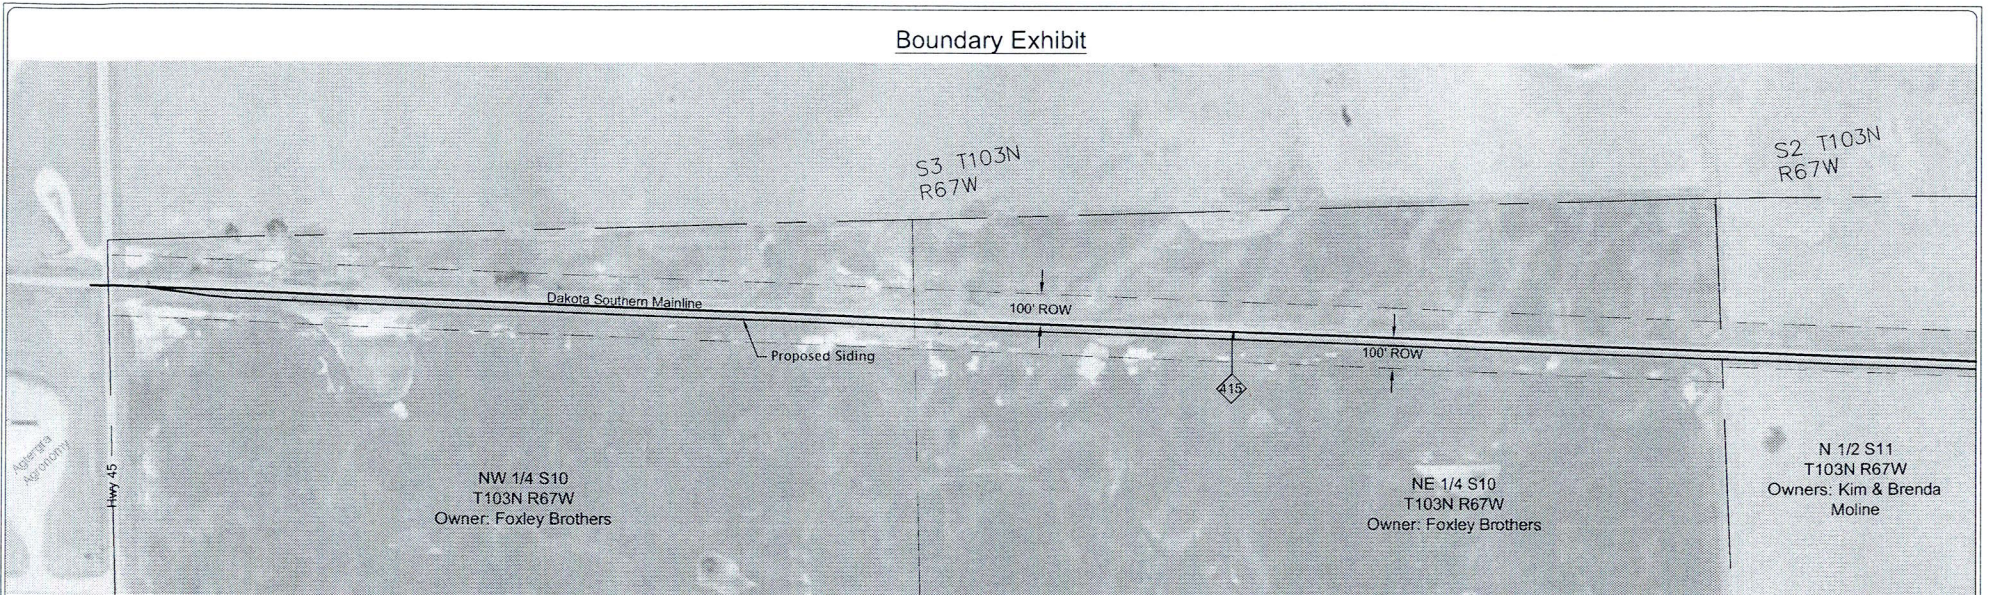 Boundary Exhibit
S3 T103N
R67W
S2 T103N
R67W
Dakota Southern Mainline
100' ROW
Proposed Siding
100' ROW
415
Agtegra
Agronomy
Hwy 45
NW 1/4 S10
T103N R67W
Owner: Foxley Brothers
NE 1/4 S10
T103N R67W
Owner: Foxley Brothers
N 1/2 S11
T103N R67W
Owners: Kim & Brenda
Moline